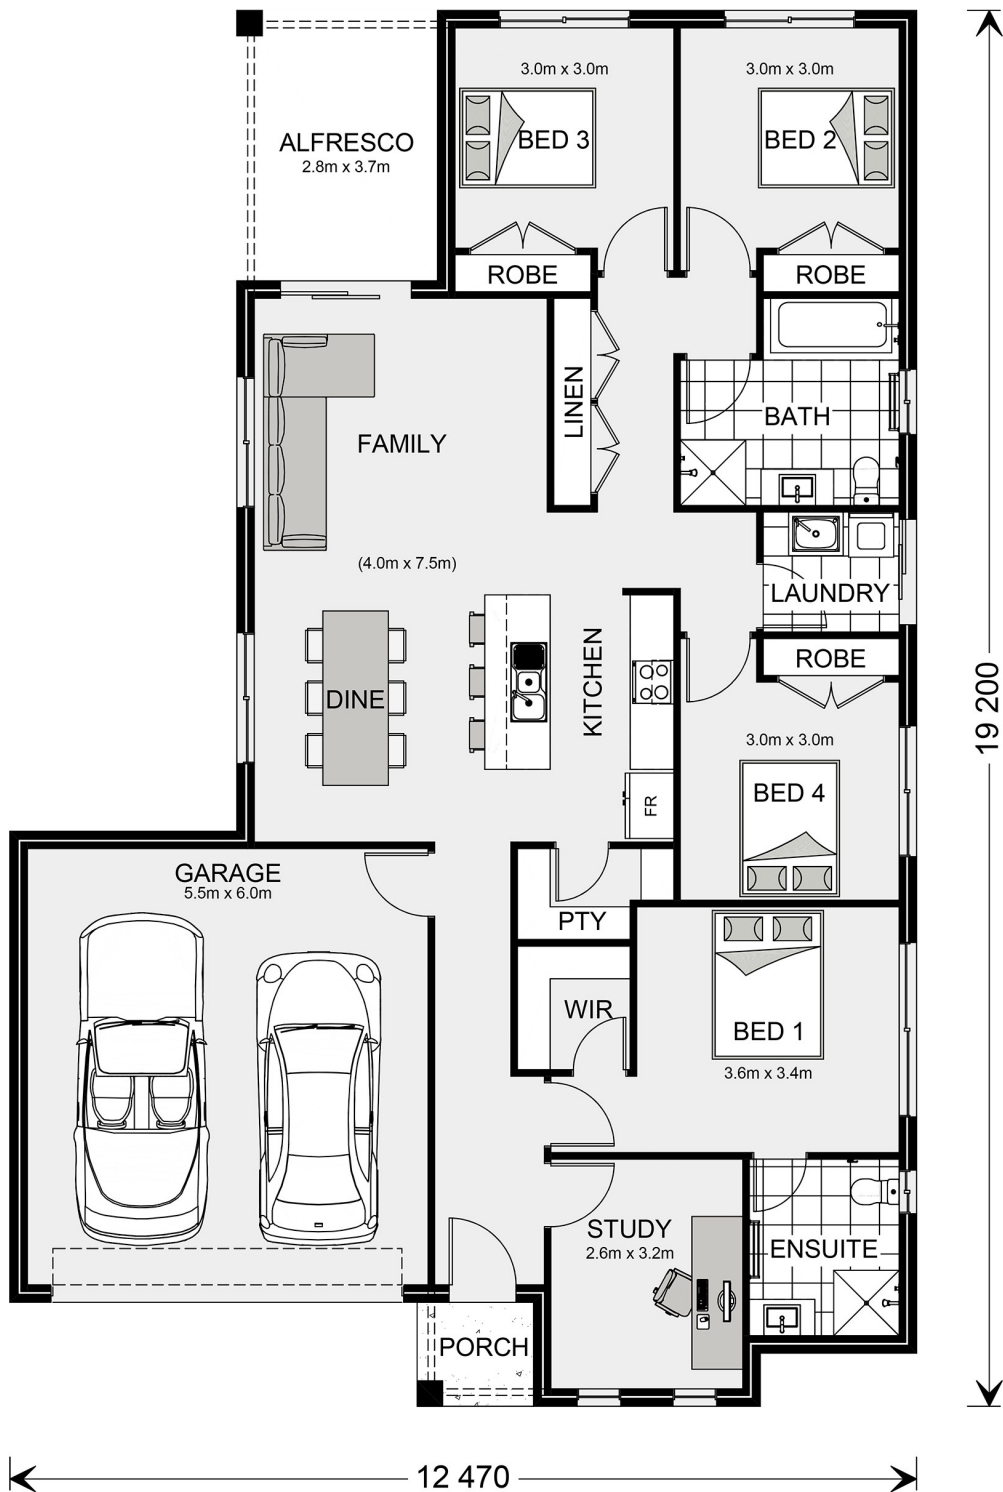 3.0m x 3.0m
3.0m x 3.0m
BED 3
BED 2
ALFRESCO
2.8m x 3.7m
ROBE
ROBE
LINEN
BATH
FAMILY
(4.0m x 7.5m)
LAUNDRY
KITCHEN
ROBE
DINE
19 200
3.0m x 3.0m
BED 4
FR
GARAGE
5.5m x 6.0m
PTY
WIR
BED 1
3.6m x 3.4m
STUDY
2.6m x 3.2m
ENSUITE
PORCH
12 470